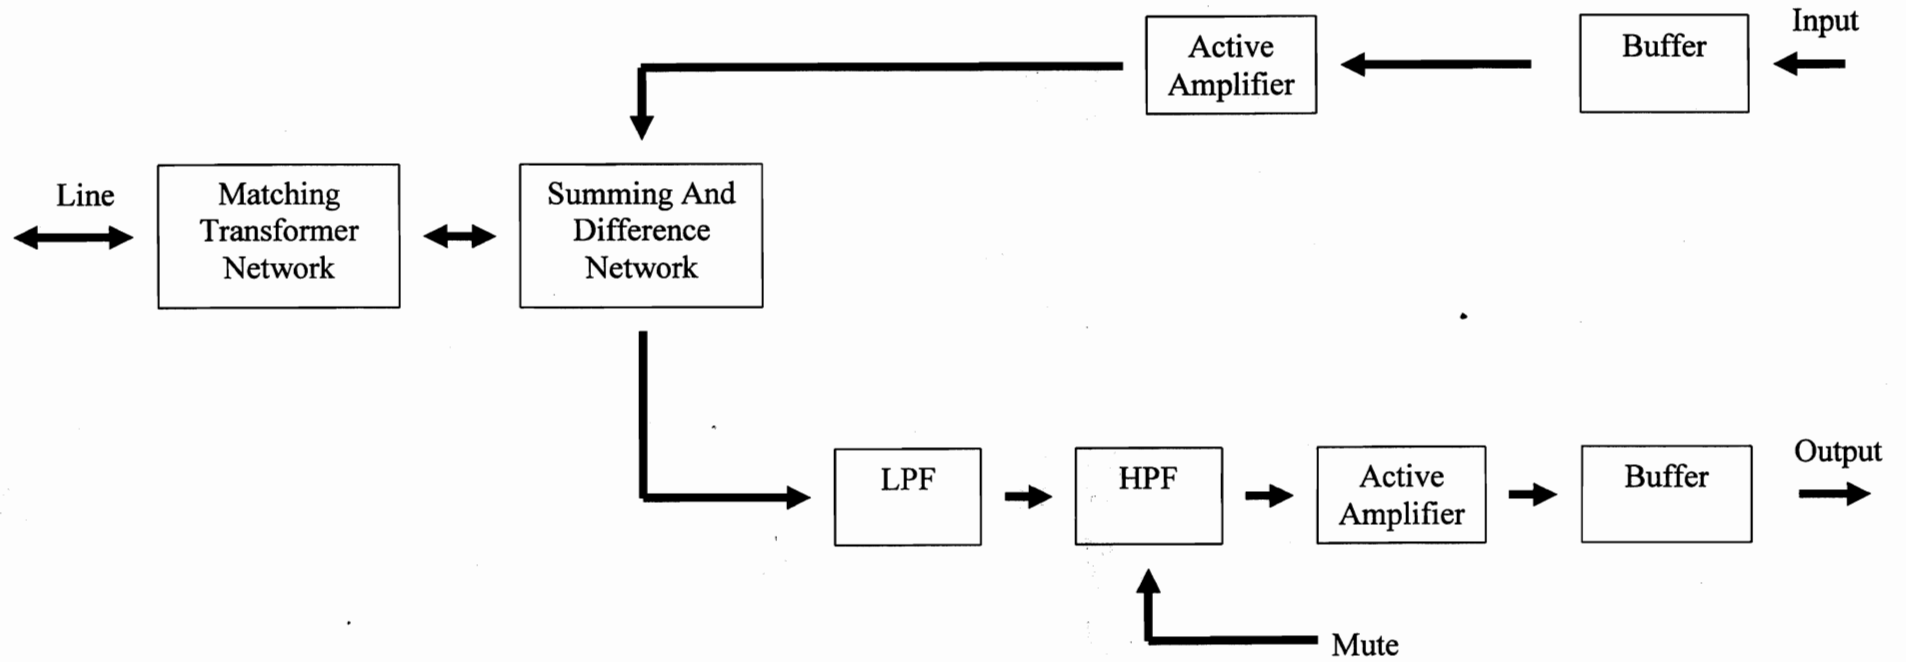 Input
Active
Amplifier
Buffer
Line
Matching
Transformer
Network
Summing And
Difference
Network
LPF
HPF
Active
Amplifier
Buffer
Output
Mute